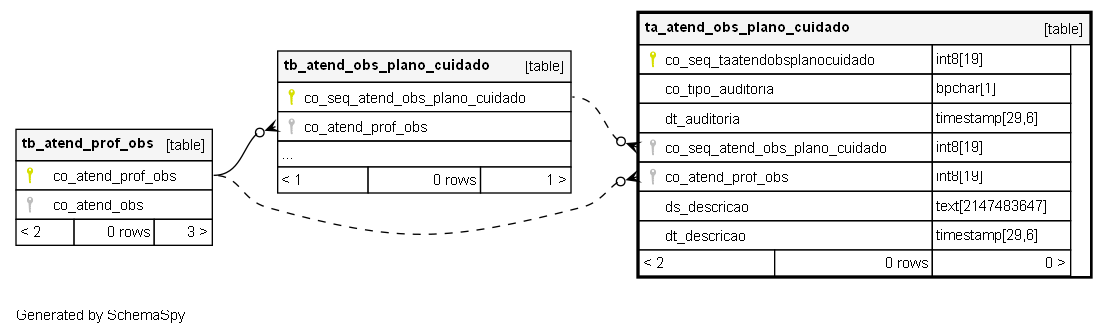 tb_atend_prof_obs [table]
co_atend_prof_obs
co_atend_obs
< 2 0 rows 3 >
tb_atend_obs_plano_cuidado [table]
co_seq_atend_obs_plano_cuidado
co_atend_prof_obs
...
< 1 0 rows 1 >
ta_atend_obs_plano_cuidado [table]
co_seq_taatendobsplanocuidado int8[19]
co_tipo_auditoria bpchar[1]
dt_auditoria timestamp[29,6]
co_seq_atend_obs_plano_cuidado int8[19]
co_atend_prof_obs int8[19]
ds_descricao text[2147483647]
dt_descricao timestamp[29,6]
< 2 0 rows 0 >
Generated by SchemaSpy